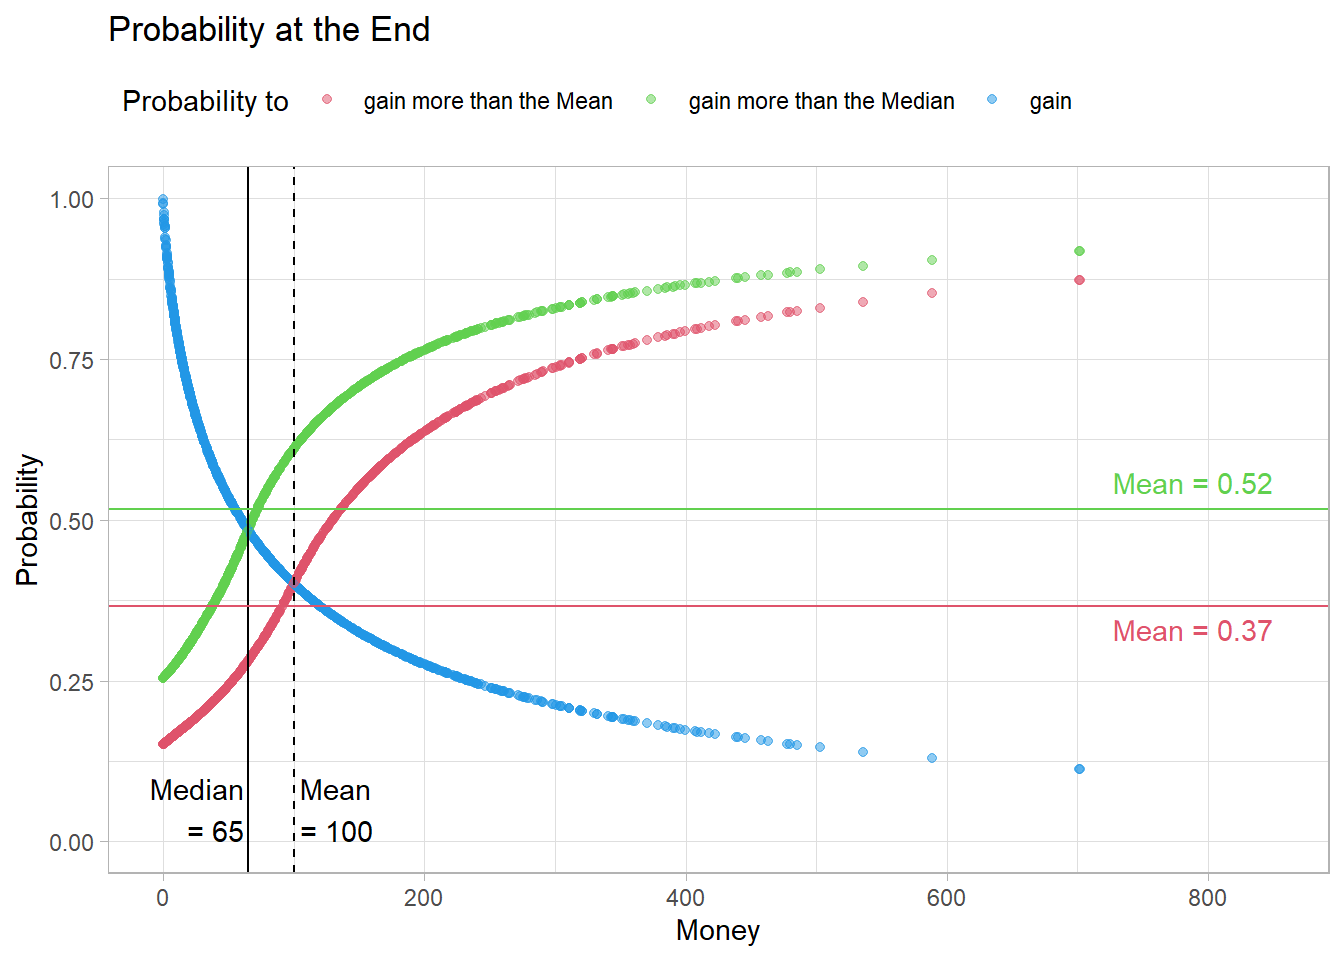 Probability at the End
Probability to gain more than the Mean gain more than the Median gain
1.00
0.75
0.50
0.25
0.00
Probability
Mean = 0.52
Mean = 0.37
Median
= 65
Mean
= 100
0 200 400 600 800
Money